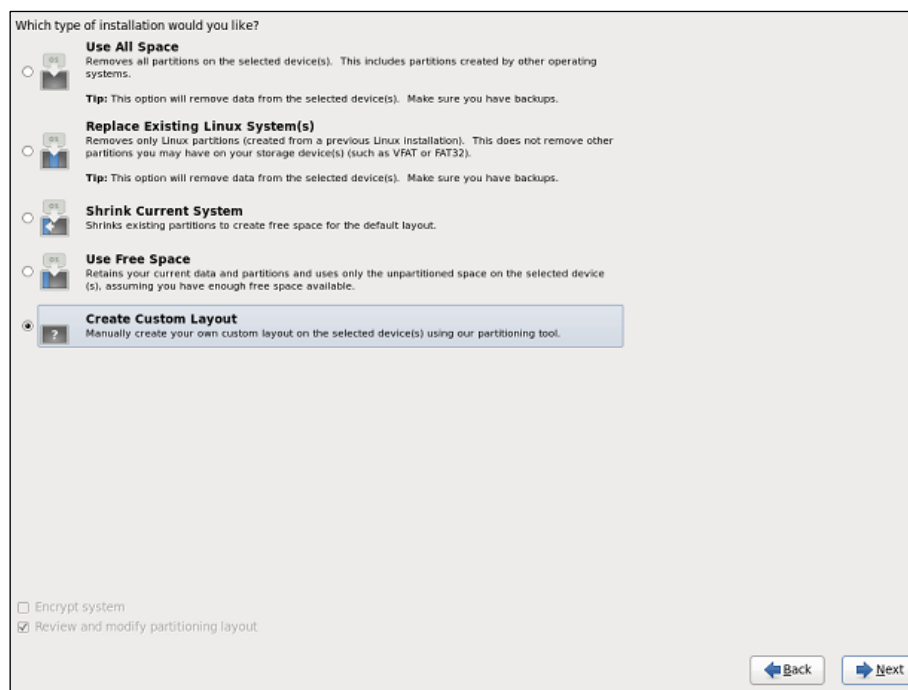 Which type of installation would you like?
Use All Space
Removes all partitions on the selected device(s). This includes partitions created by other operating
systems.
Tip: This option will remove data from the selected device(s). Make sure you have backups.
Replace Existing Linux System(s)
Removes only Linux partitions (created from a previous Linux installation). This does not remove other
partitions you may have on your storage device(s) (such as VFAT or FAT32).
Tip: This option will remove data from the selected device(s). Make sure you have backups.
Shrink Current System
Shrinks existing partitions to create free space for the default layout.
Use Free Space
Retains your current data and partitions and uses only the unpartitioned space on the selected device
(s), assuming you have enough free space available.
Create Custom Layout
Manually create your own custom layout on the selected device(s) using our partitioning tool.
Encrypt system
Review and modify partitioning layout
Back
Next